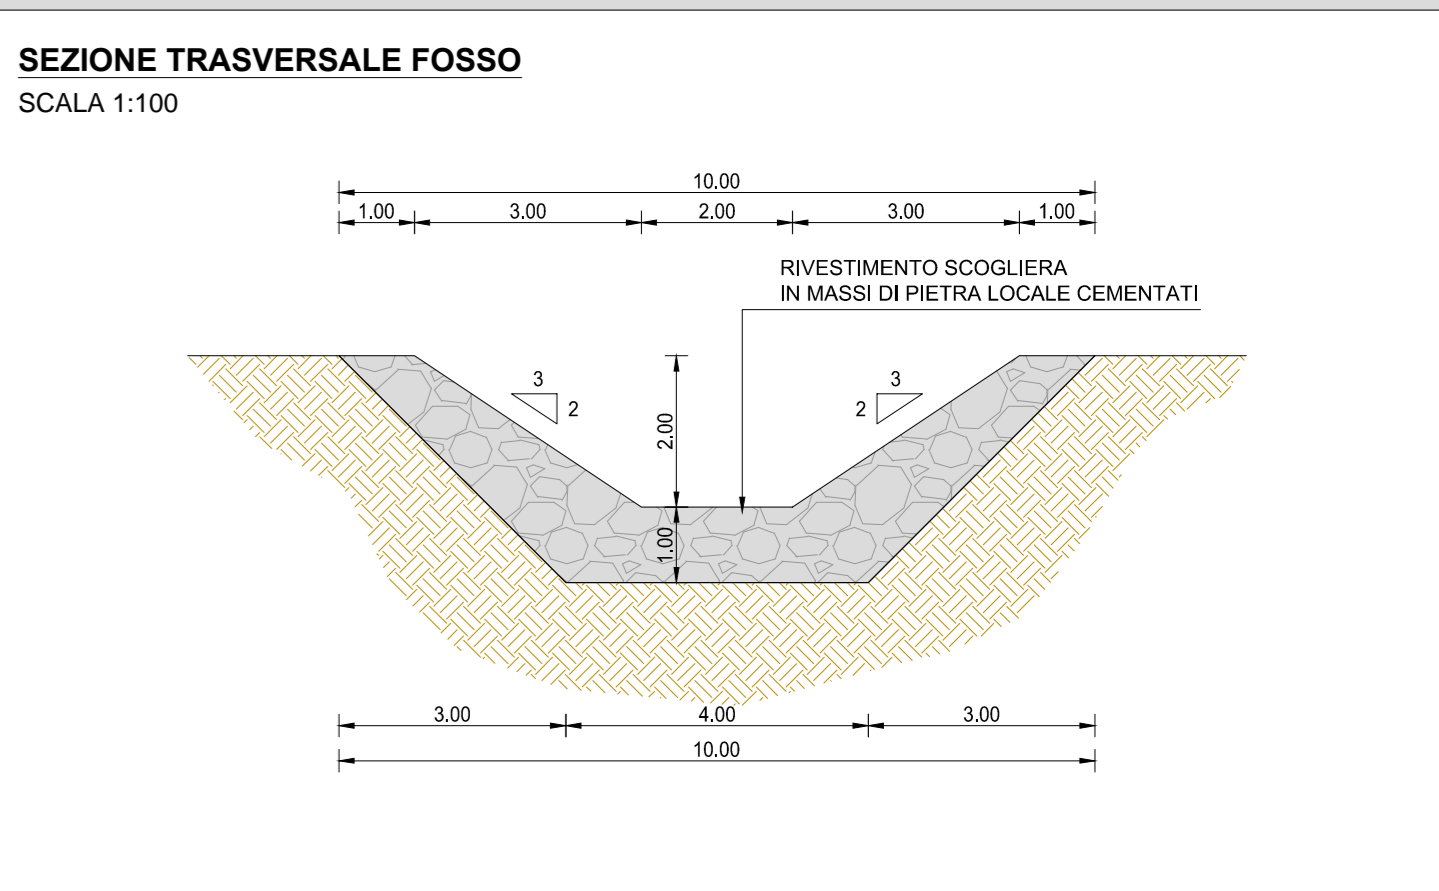 SEZIONE TRASVERSALE FOSSO
SCALA 1:100
10.00
1.00 3.00 2.00 3.00 1.00
RIVESTIMENTO SCOGLIERA
IN MASSI DI PIETRA LOCALE CEMENTATI
3
2
3
2
2.00
1.00
3.00 4.00 3.00
10.00